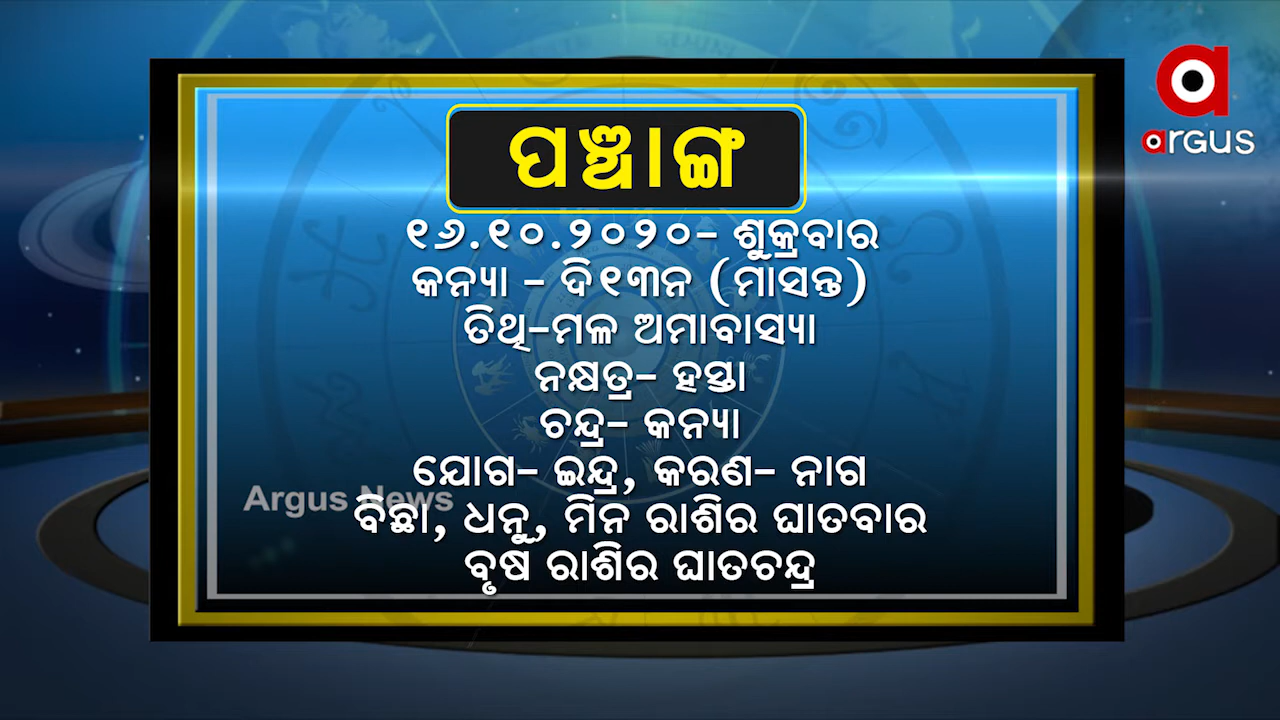 argus
ପଞ୍ଚାଙ୍ଗ
୧୬.୧୦.୨୦୨୦- ଶୁକ୍ରବାର
କନ୍ୟା - ଦି୧୩ନ (ମାସନ୍ତ)
ତିଥି-ମଳ ଅମାବାସ୍ୟା
ନକ୍ଷତ୍ର- ହସ୍ତା
ଚନ୍ଦ୍ର- କନ୍ୟା
ଯୋଗ- ଇନ୍ଦ୍ର, କରଣ- ନାଗ
Argus News
ବିଛା, ଧନୁ, ମିନ ରାଶିର ଘାତବାର
ବୃଷ ରାଶିର ଘାତଚନ୍ଦ୍ର